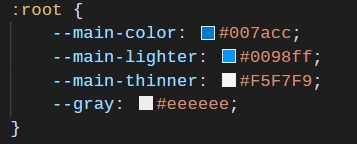 :root {
    --main-color: #007acc;
    --main-lighter: #0098ff;
    --main-thinner: #F5F7F9;
    --gray: #eeeeee;
}